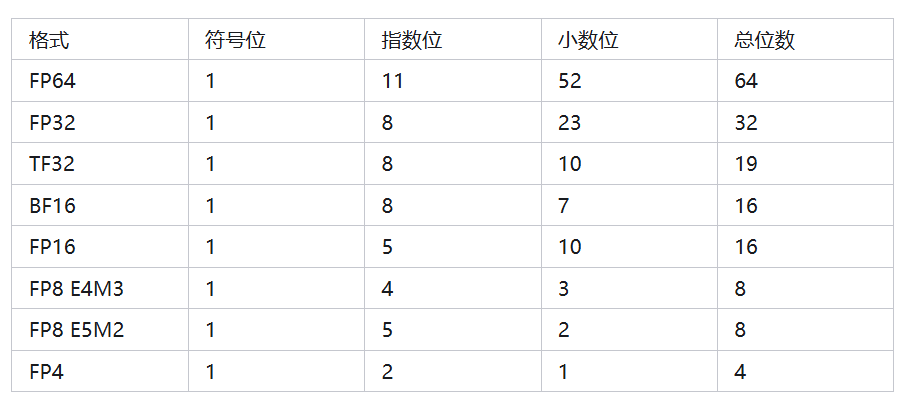 格式 符号位 指数位 小数位 总位数
FP64 1 11 52 64
FP32 1 8 23 32
TF32 1 8 10 19
BF16 1 8 7 16
FP16 1 5 10 16
FP8 E4M3 1 4 3 8
FP8 E5M2 1 5 2 8
FP4 1 2 1 4